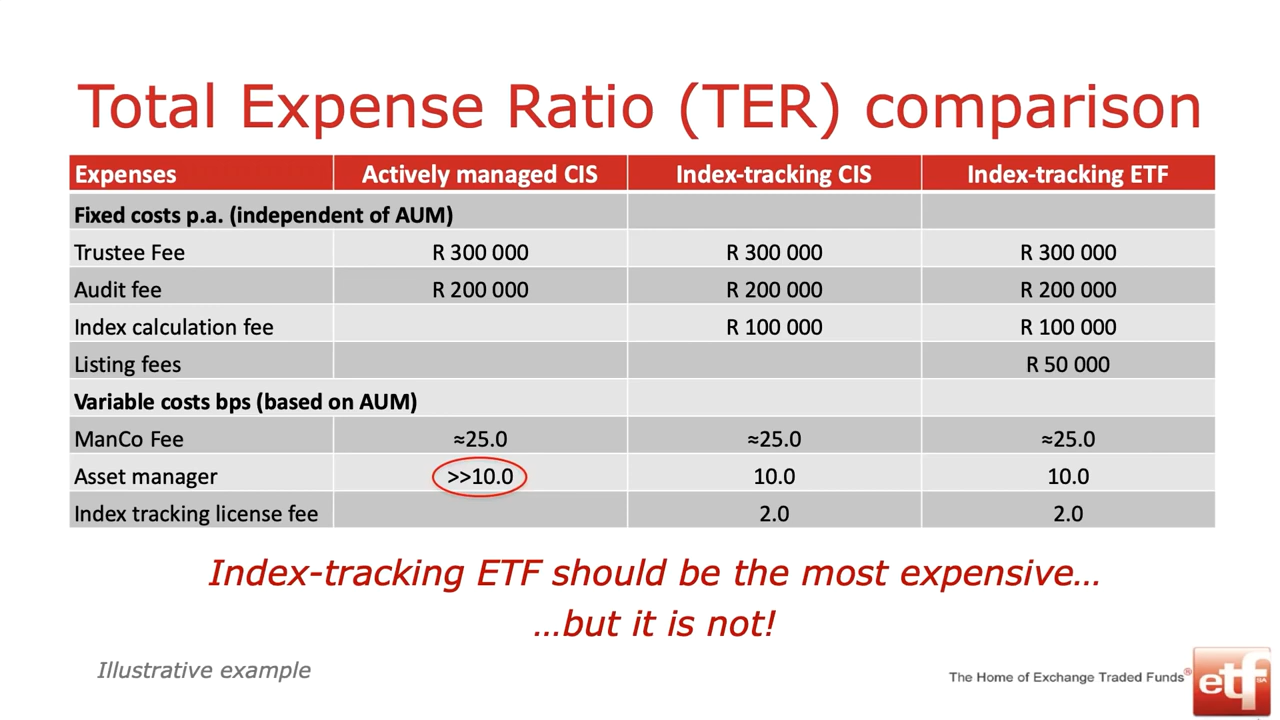 Total Expense Ratio (TER) comparison
Expenses Actively managed CIS Index-tracking CIS Index-tracking ETF
Fixed costs p.a. (independent of AUM)
Trustee Fee R 300 000 R 300 000 R 300 000
Audit fee R 200 000 R 200 000 R 200 000
Index calculation fee R 100 000 R 100 000
Listing fees R 50 000
Variable costs bps (based on AUM)
ManCo Fee ≈25.0 ≈25.0 ≈25.0
Asset manager >>10.0 10.0 10.0
Index tracking license fee 2.0 2.0
Index-tracking ETF should be the most expensive…
…but it is not!
Illustrative example
The Home of Exchange Traded Funds®
etf SA